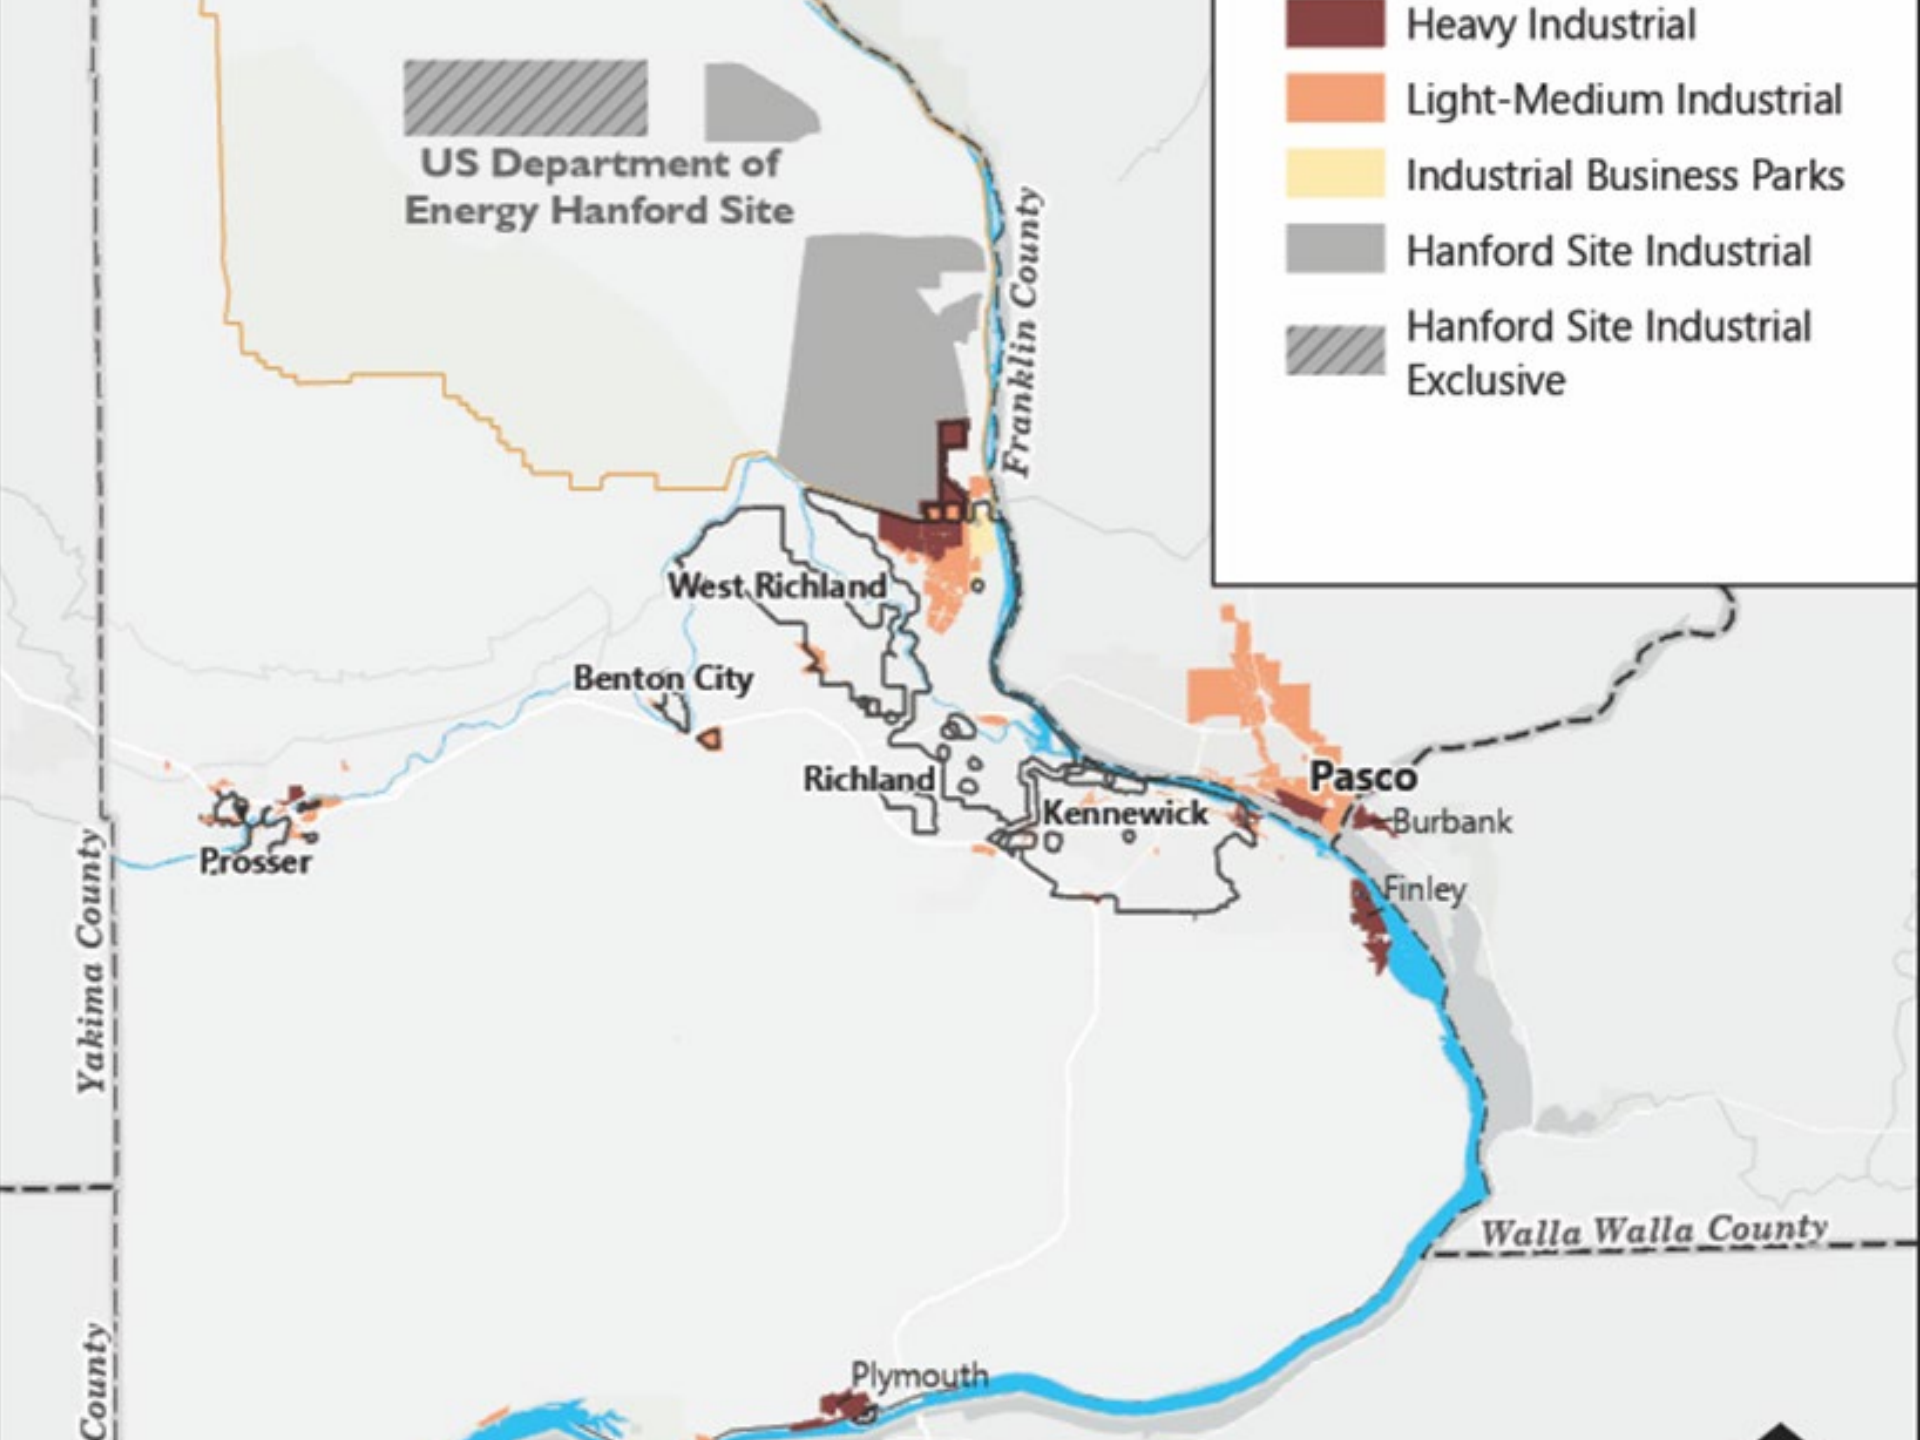 Heavy Industrial
Light-Medium Industrial
Industrial Business Parks
Hanford Site Industrial
Hanford Site Industrial
Exclusive
US Department of
Energy Hanford Site
Franklin County
West Richland
Benton City
Richland
Kennewick
Pasco
Burbank
Prosser
Finley
Yakima County
Walla Walla County
County
Plymouth